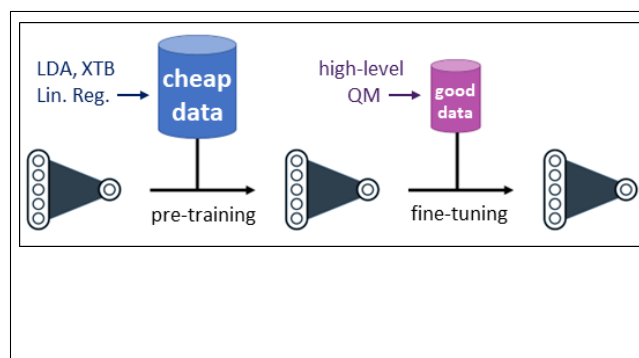 LDA, XTB
Lin. Reg.
cheap
data
high-level
QM
good
data
pre-training
fine-tuning